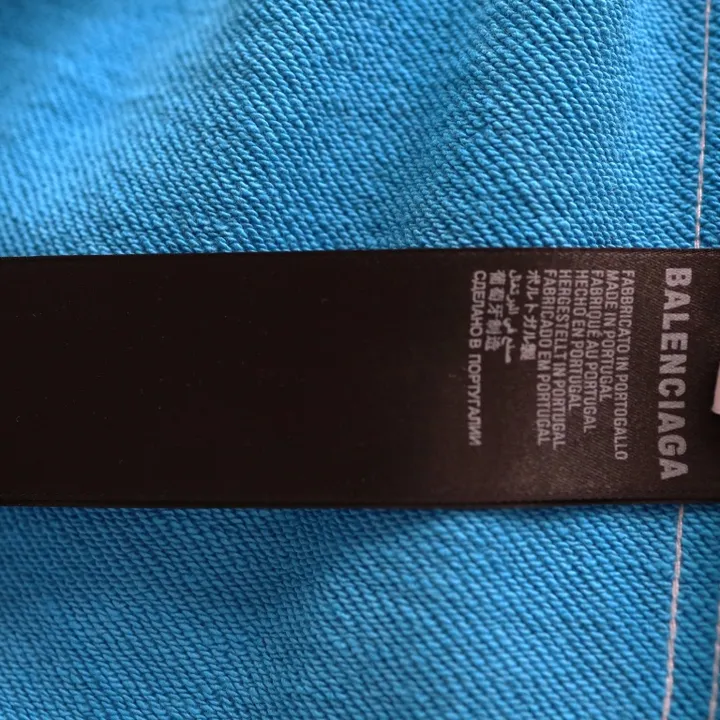 BALENCIAGA
FABBRICATO IN PORTOGALLO
MADE IN PORTUGAL
FABRIQUÉ AU PORTUGAL
HECHO EN PORTUGAL
HERGESTELLT IN PORTUGAL
FABRICADO EM PORTUGAL
ポルトガル製
صنع في البرتغال
葡萄牙制造
СДЕЛАНО В ПОРТУГАЛИИ